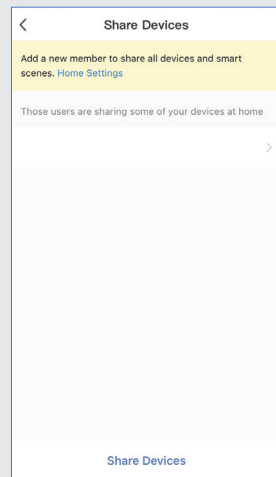 Share Devices
Add a new member to share all devices and smart
scenes. Home Settings
Those users are sharing some of your devices at home
Share Devices